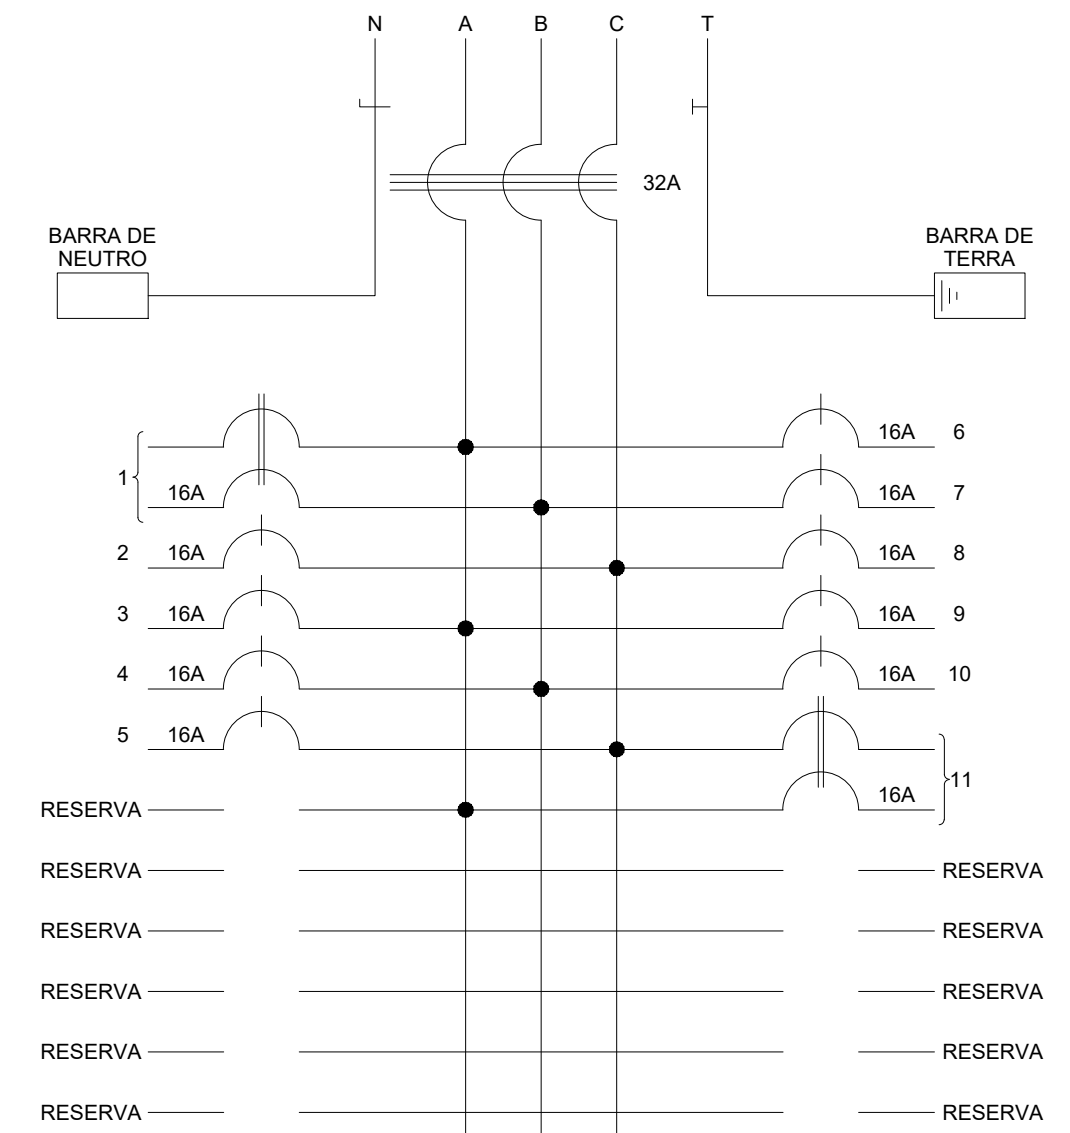 N A B C T
32A
BARRA DE
NEUTRO
BARRA DE
TERRA
16A 6
1 16A 16A 7
2 16A 16A 8
3 16A 16A 9
4 16A 16A 10
5 16A
16A 11
RESERVA
RESERVA RESERVA
RESERVA RESERVA
RESERVA RESERVA
RESERVA RESERVA
RESERVA RESERVA